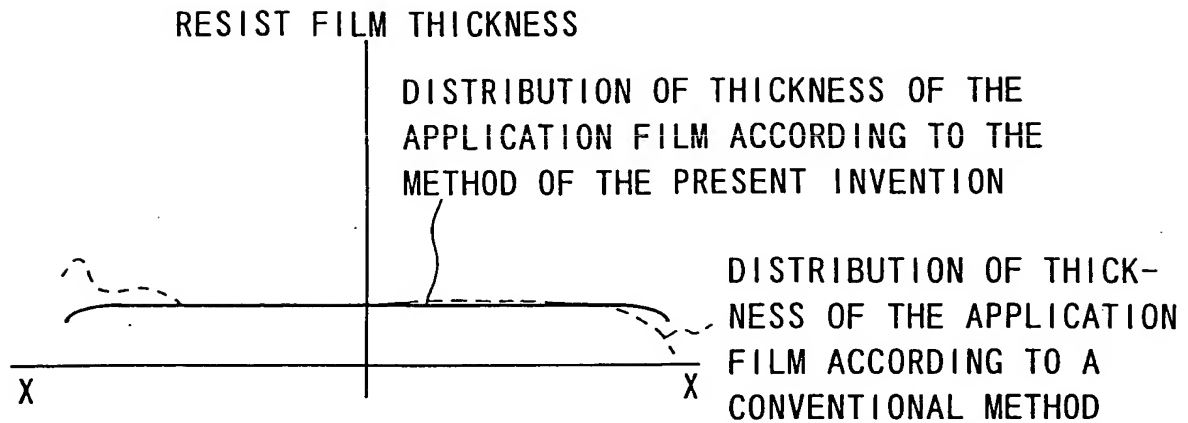 RESIST FILM THICKNESS
DISTRIBUTION OF THICKNESS OF THE
APPLICATION FILM ACCORDING TO THE
METHOD OF THE PRESENT INVENTION
DISTRIBUTION OF THICK-
NESS OF THE APPLICATION
FILM ACCORDING TO A
CONVENTIONAL METHOD
X
X